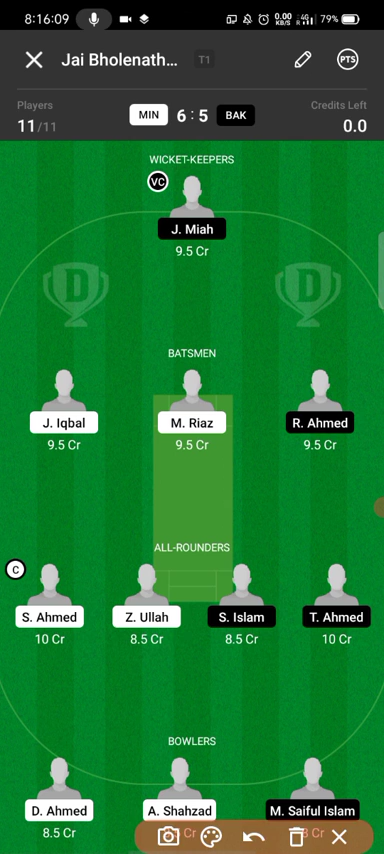 8:16:09
0.00
KB/S
4G
R
79%
Jai Bholenath...
T1
PTS
Players
11/11
MIN 6 : 5 BAK
Credits Left
0.0
WICKET-KEEPERS
VC
J. Miah
9.5 Cr
D
D
BATSMEN
J. Iqbal M. Riaz R. Ahmed
9.5 Cr 9.5 Cr 9.5 Cr
ALL-ROUNDERS
C
S. Ahmed Z. Ullah S. Islam T. Ahmed
10 Cr 8.5 Cr 8.5 Cr 10 Cr
BOWLERS
D. Ahmed A. Shahzad M. Saiful Islam
8.5 Cr Cr Cr